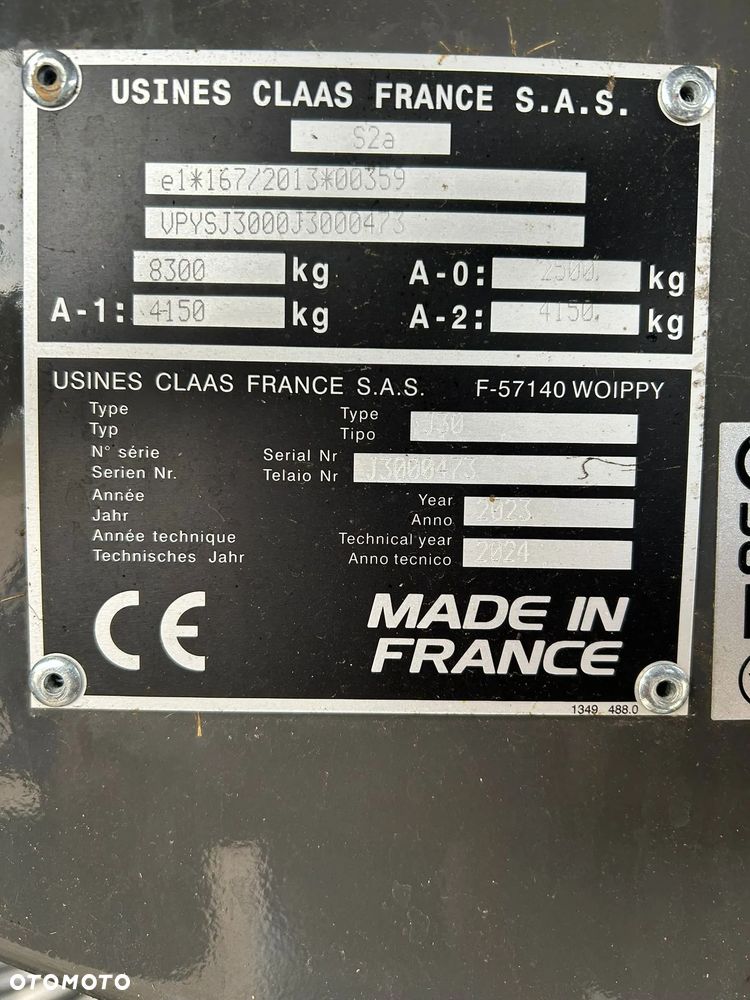 USINES CLAAS FRANCE S.A.S.
S2a
e1*167/2013*00359
VPYSJ3000J3000473
8300 kg A-0: 2500 kg
A-1: 4150 kg A-2: 4150 kg
USINES CLAAS FRANCE S.A.S. F-57140 WOIPPY
Type Type J30
Typ Tipo
N° série Serial Nr J3000473
Serien Nr. Telaio Nr
Année Year 2023
Jahr Anno
Année technique Technical year 2024
Technisches Jahr Anno tecnico
CE MADE IN
FRANCE
1349 488.0
OTOMOTO